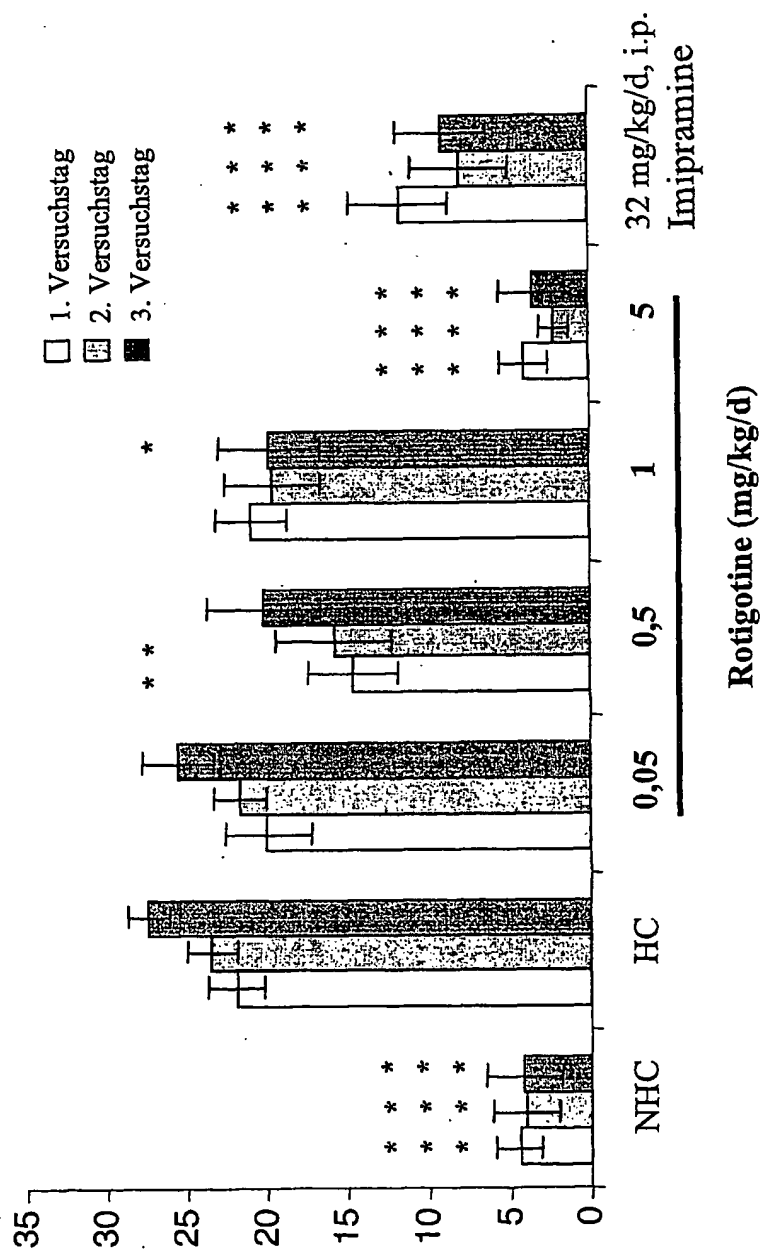 1. Versuchstag
2. Versuchstag
3. Versuchstag
35
30
25
20
15
10
5
0
* * *
* * *
* * *
* *
*
* * *
* * *
* * *
* * *
* * *
* * *
NHC HC 0,05 0,5 1 5 32 mg/kg/d, i.p.
Imipramine
Rotigotine (mg/kg/d)